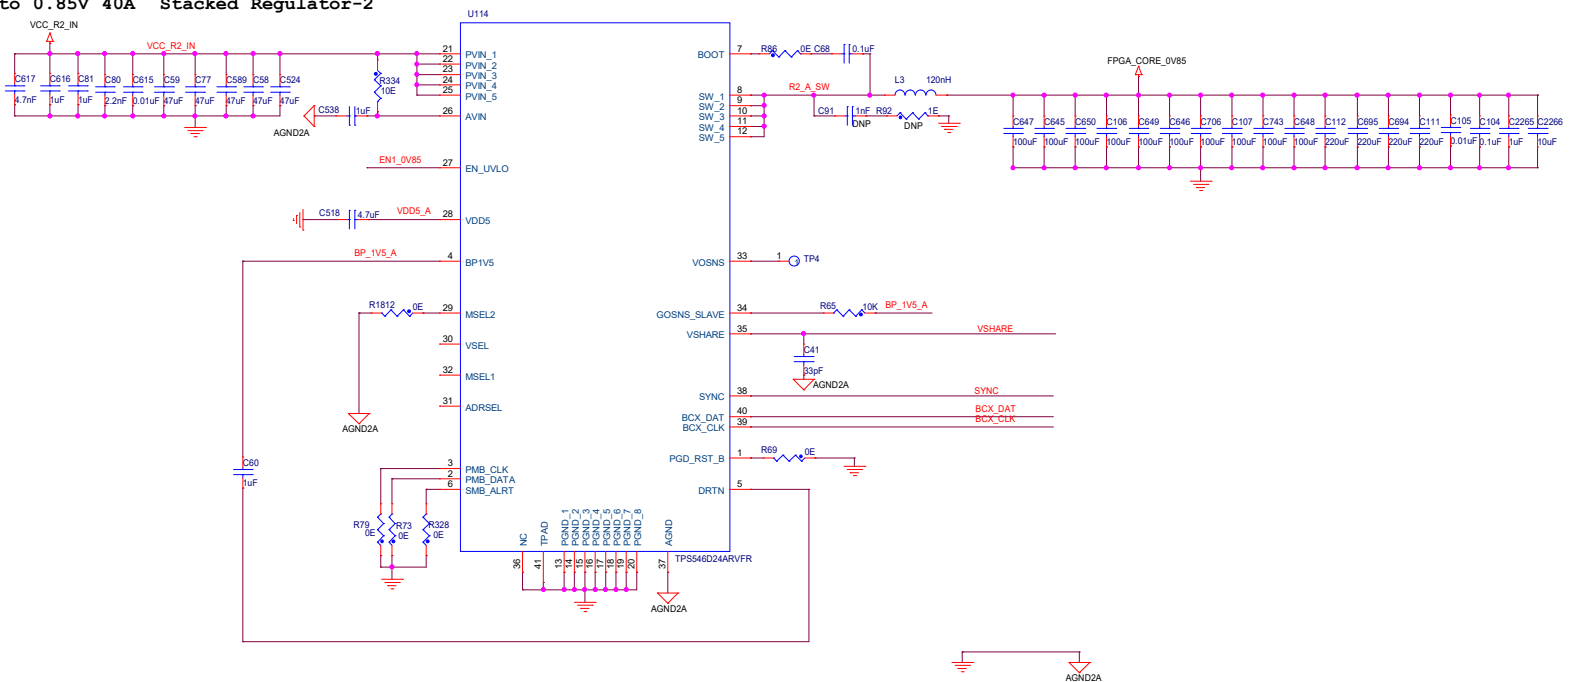 to 0.85V 40A  Stacked Regulator-2
VCC_R2_IN
VCC_R2_IN
C617
4.7nF
C616
1uF
C81
1uF
C80
2.2nF
C615
0.01uF
C59
47uF
C77
47uF
C589
47uF
C58
47uF
C524
47uF
R334
10E
C538
1uF
AGND2A
EN1_0V85
C518
4.7uF
VDD5_A
BP_1V5_A
R1812
0E
AGND2A
C60
1uF
R79
0E
R73
0E
R328
0E
U114
21
PVIN_1
22
PVIN_2
23
PVIN_3
24
PVIN_4
25
PVIN_5
26
AVIN
27
EN_UVLO
28
VDD5
4
BP1V5
29
MSEL2
30
VSEL
32
MSEL1
31
ADRSEL
3
PMB_CLK
2
PMB_DATA
6
SMB_ALRT
NC
36
TPAD
41
PGND_1
13
PGND_2
14
PGND_3
15
PGND_4
16
PGND_5
17
PGND_6
18
PGND_7
19
PGND_8
20
AGND
37
AGND2A
TPS546D24ARVFR
BOOT
7
SW_1
8
SW_2
9
SW_3
10
SW_4
11
SW_5
12
VOSNS
33
GOSNS_SLAVE
34
VSHARE
35
SYNC
38
BCX_DAT
40
BCX_CLK
39
PGD_RST_B
1
DRTN
5
R86
0E
C68
0.1uF
R2_A_SW
L3
120nH
C91
1nF
DNP
R92
1E
DNP
1
1
TP4
R65
10K
BP_1V5_A
VSHARE
C41
33pF
AGND2A
SYNC
BCX_DAT
BCX_CLK
R69
0E
FPGA_CORE_0V85
C647
100uF
C645
100uF
C650
100uF
C106
100uF
C649
100uF
C646
100uF
C706
100uF
C107
100uF
C743
100uF
C648
100uF
C112
220uF
C695
220uF
C694
220uF
C111
220uF
C105
0.01uF
C104
0.1uF
C2265
1uF
C2266
10uF
AGND2A